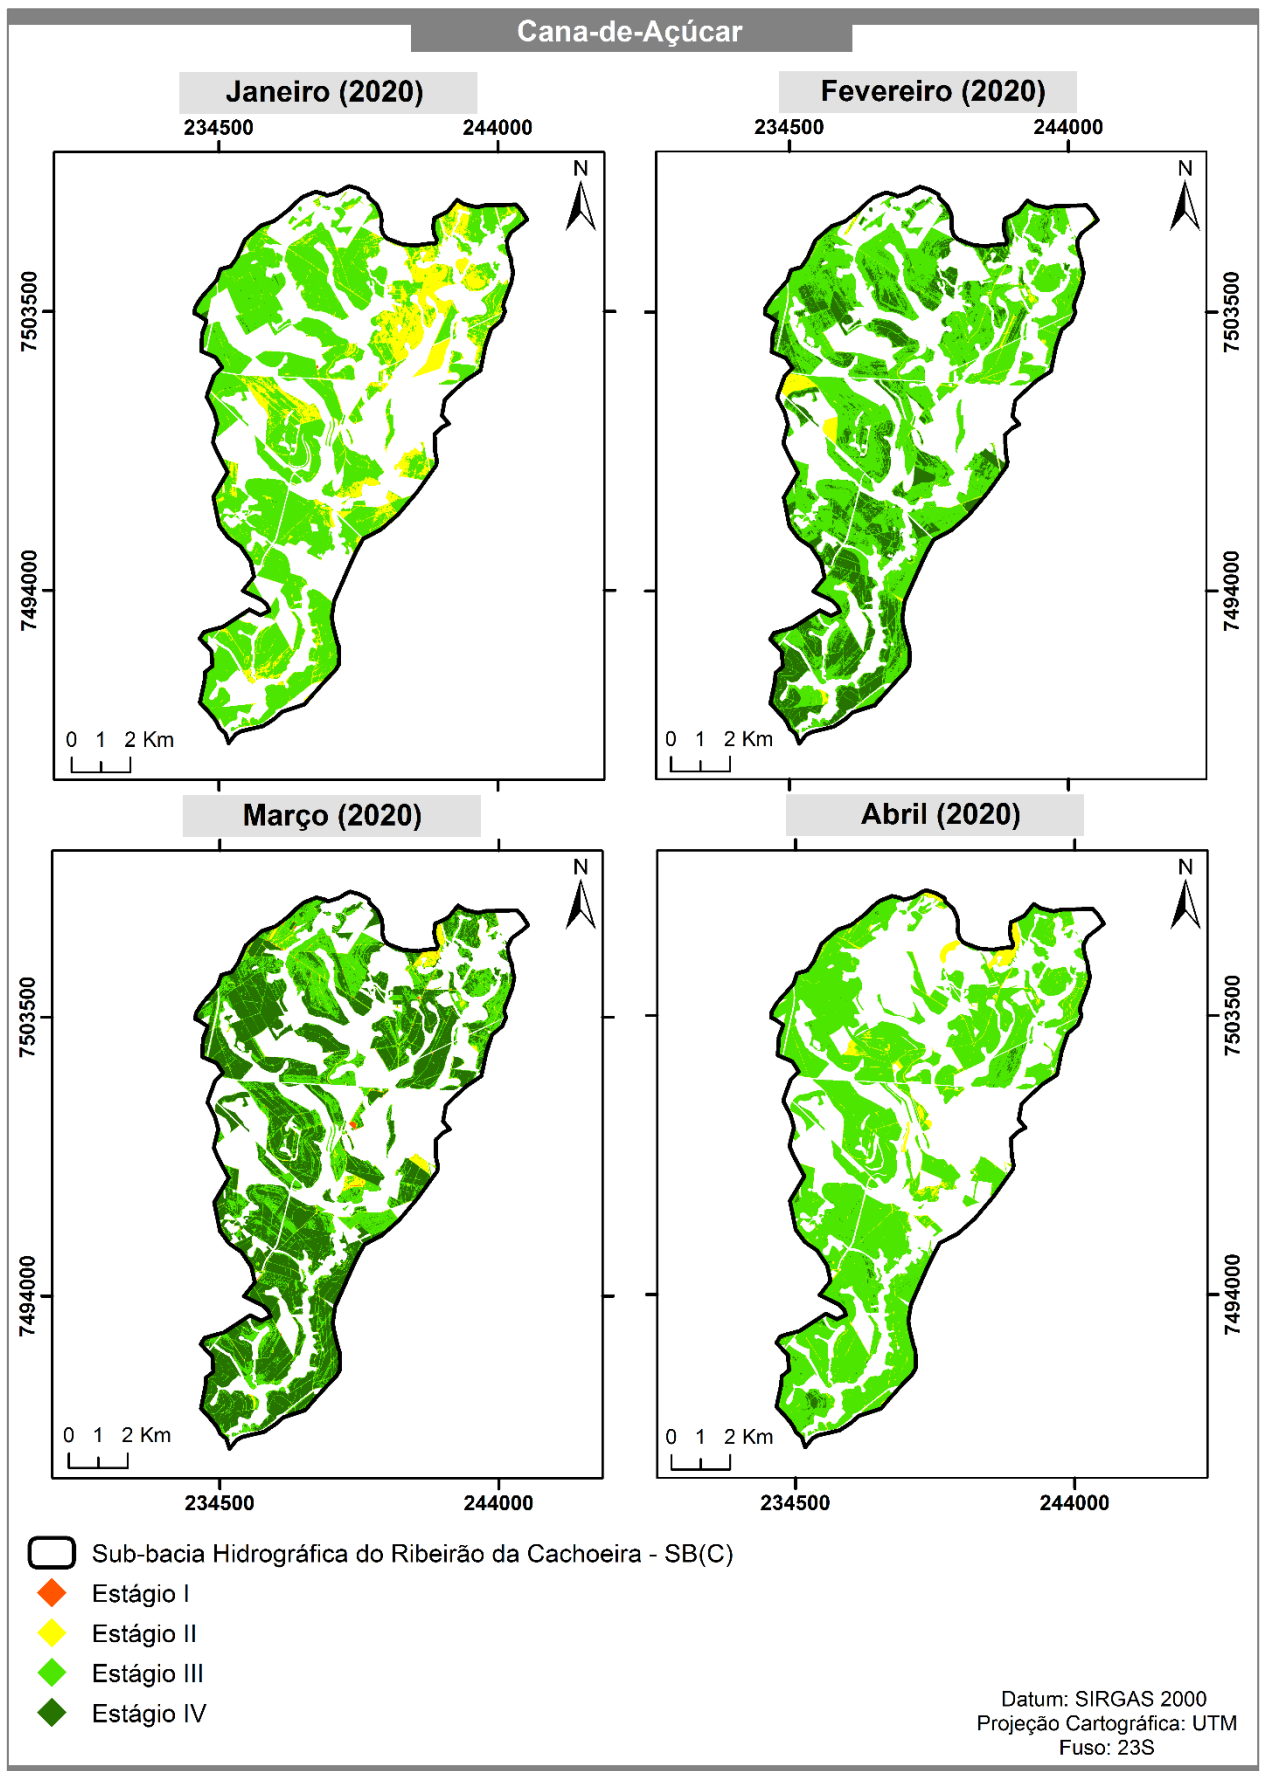 Cana-de-Açúcar
Janeiro (2020)
Fevereiro (2020)
234500
244000
234500
244000
N
N
7503500
7503500
7494000
7494000
0 1 2 Km
0 1 2 Km
Março (2020)
Abril (2020)
N
N
7503500
7503500
7494000
7494000
0 1 2 Km
0 1 2 Km
234500
244000
234500
244000
Sub-bacia Hidrográfica do Ribeirão da Cachoeira - SB(C)
Estágio I
Estágio II
Estágio III
Estágio IV
Datum: SIRGAS 2000
Projeção Cartográfica: UTM
Fuso: 23S